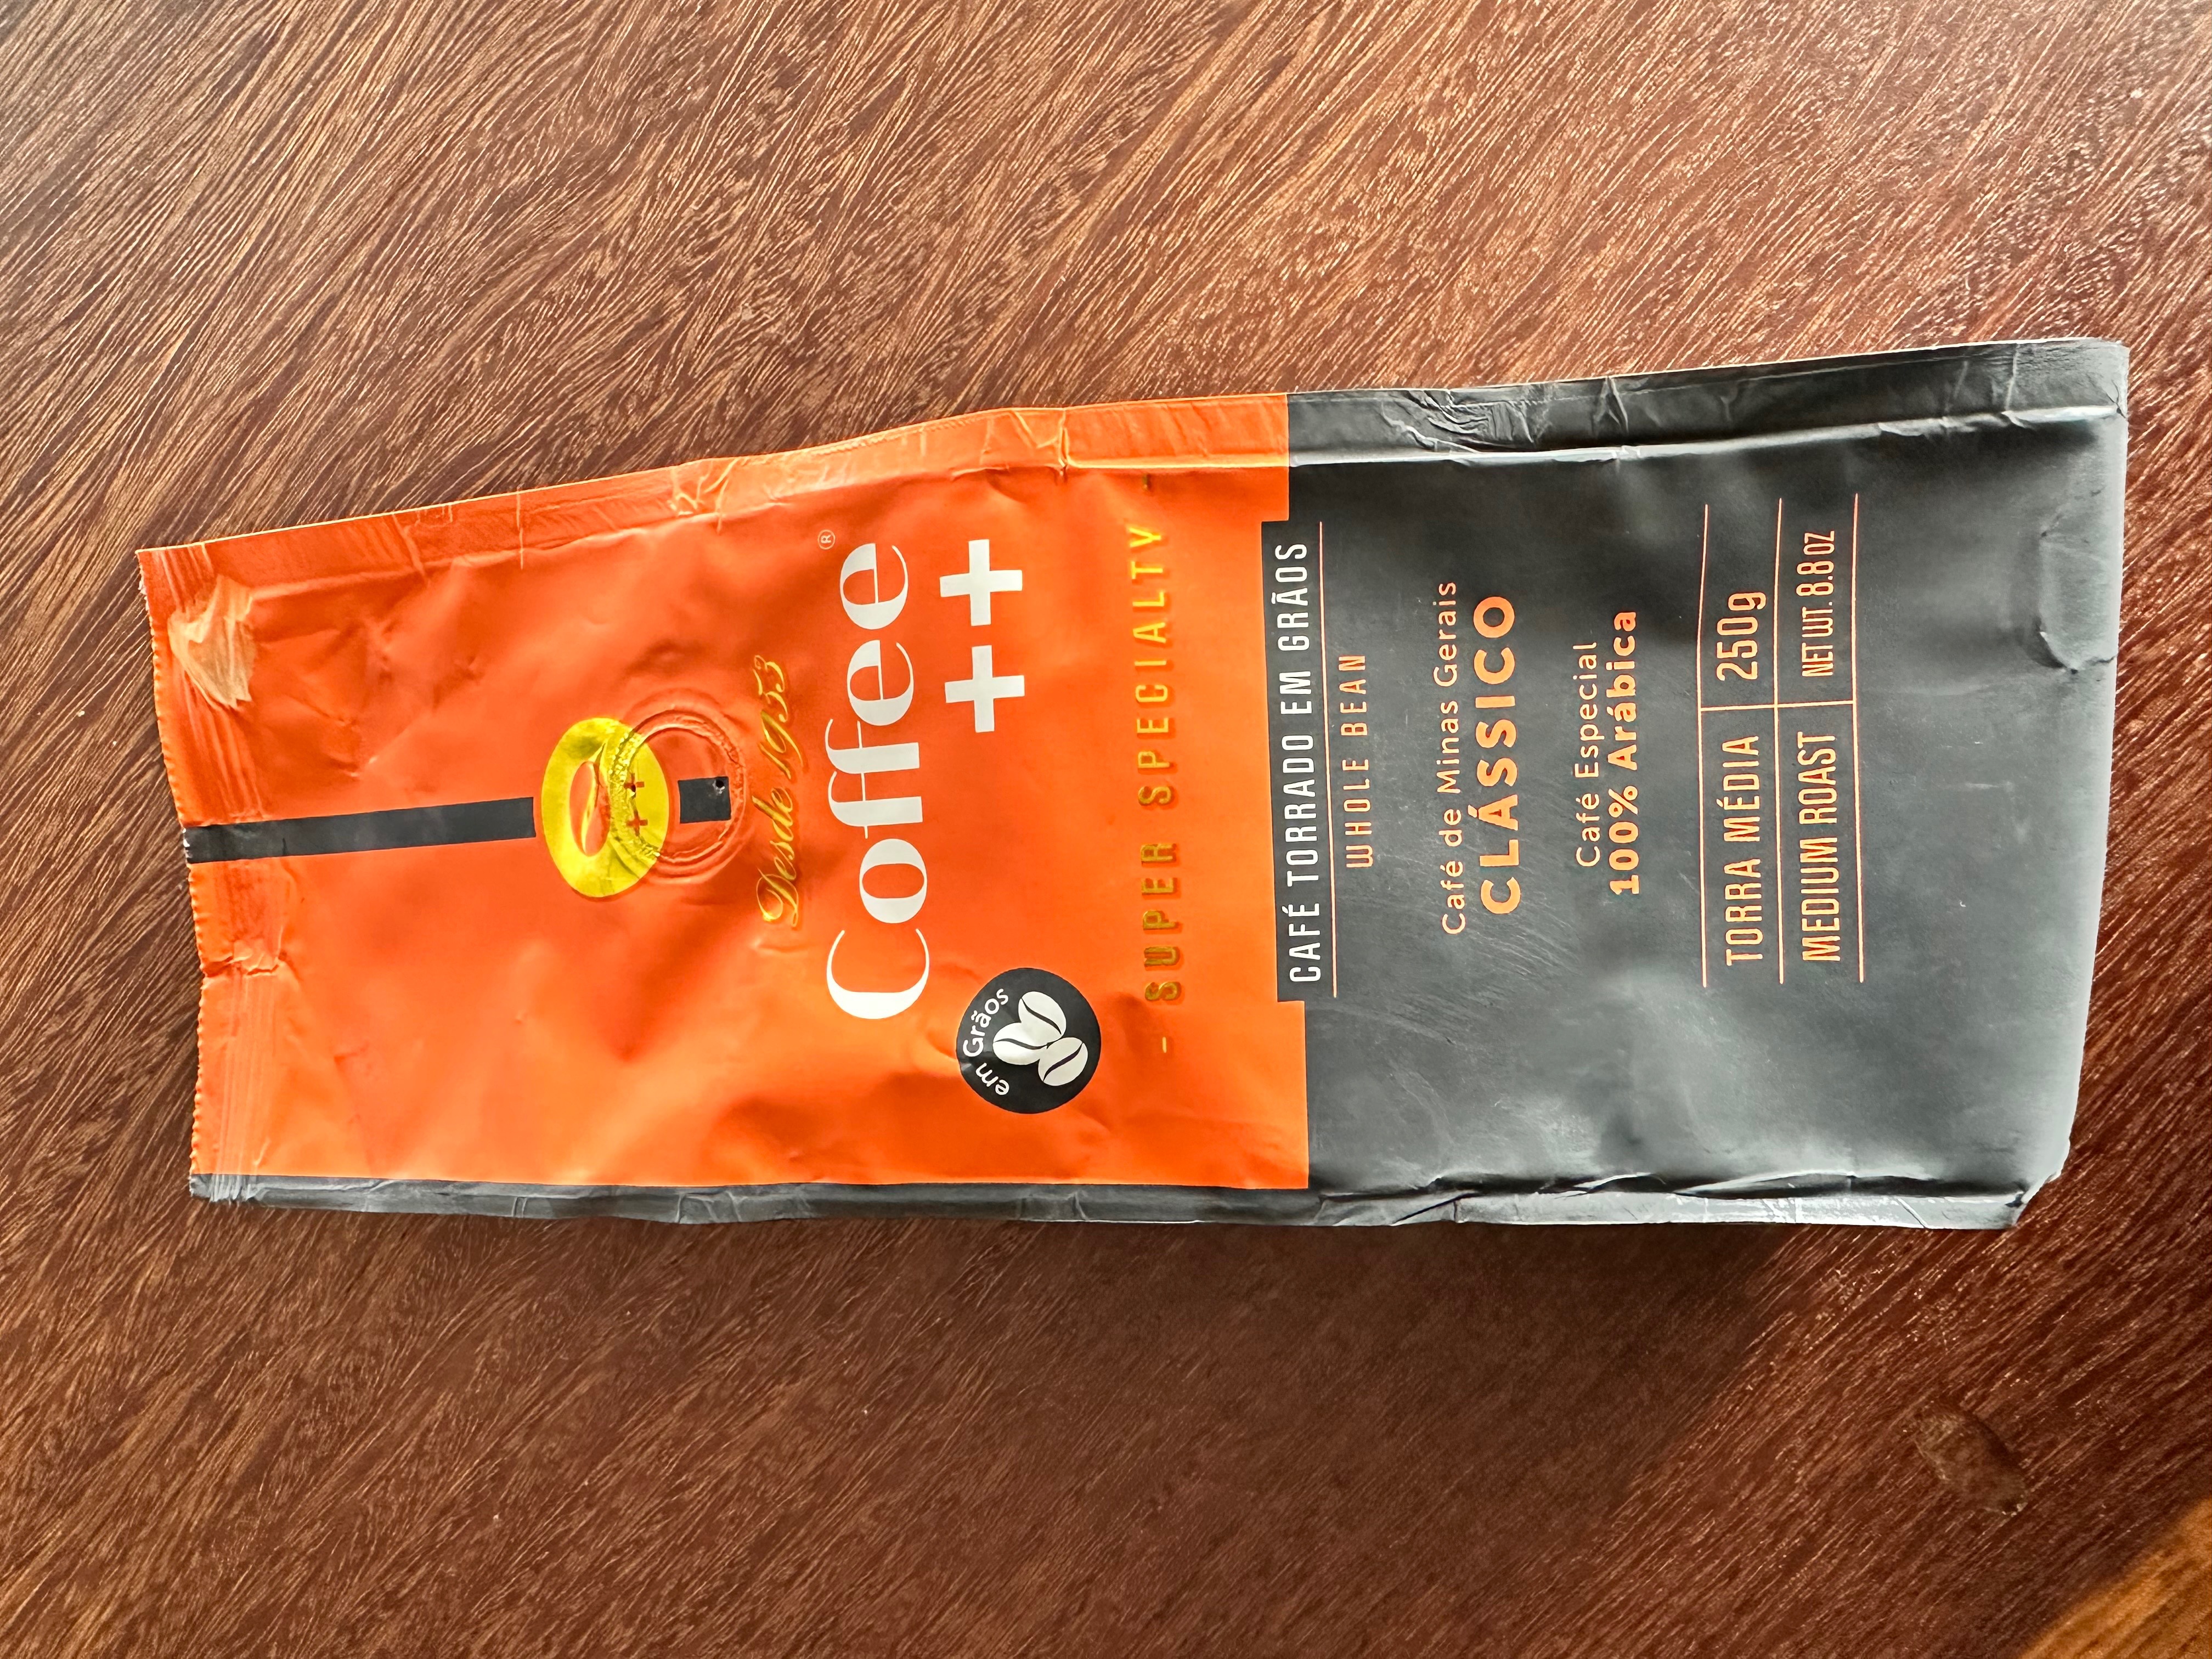 Desde 1953
Coffee
®
++
em Grãos
- SUPER SPECIALTY -
CAFÉ TORRADO EM GRÃOS
WHOLE BEAN
Café de Minas Gerais
CLÁSSICO
Café Especial
100% Arábica
TORRA MÉDIA 250g
MEDIUM ROAST NET WT. 8.8 OZ